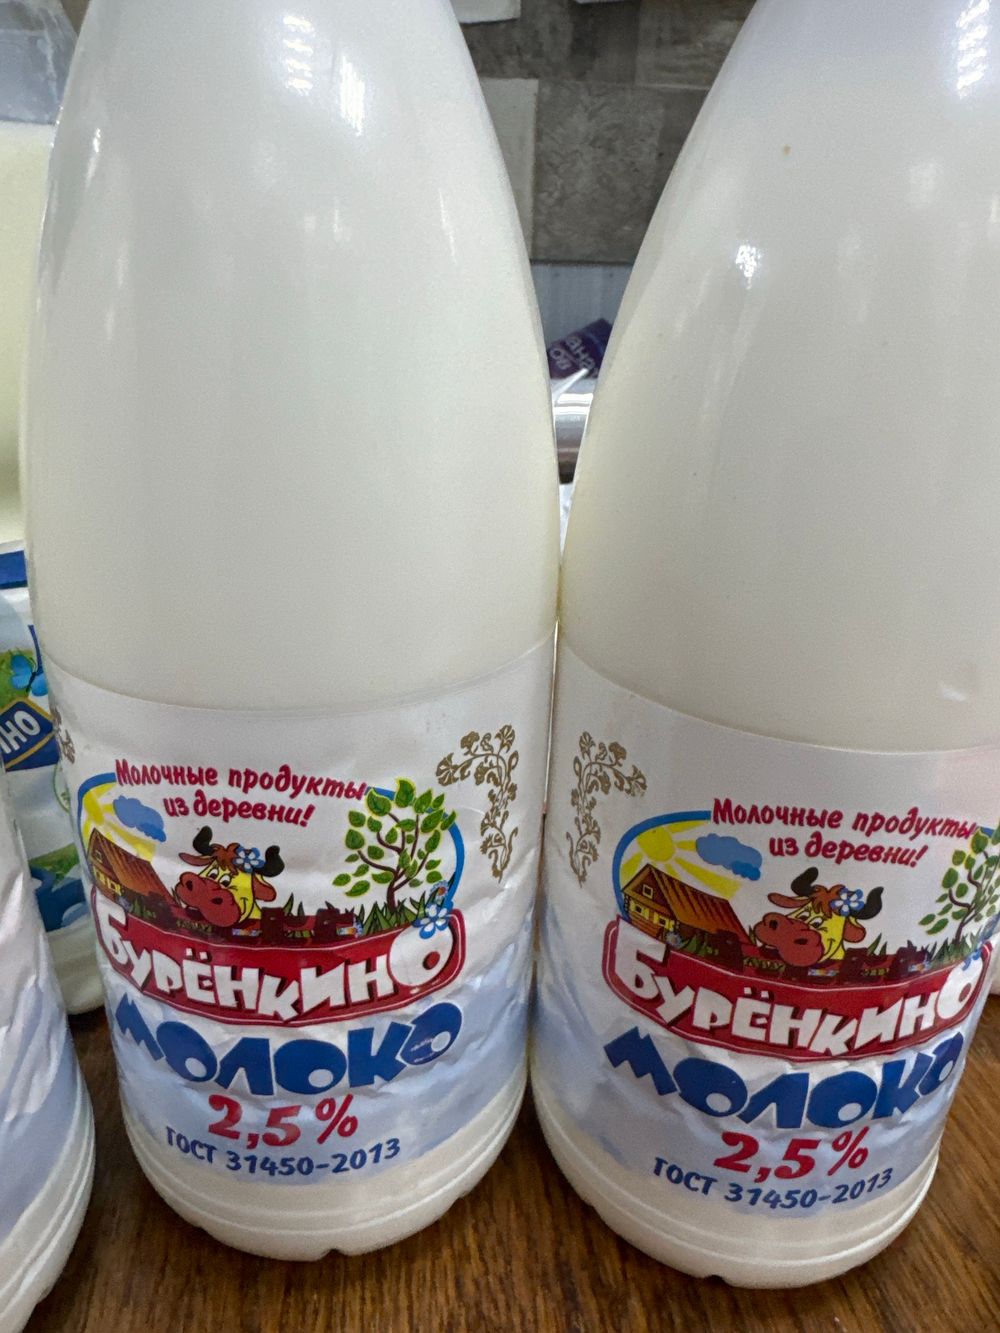 Молочные продукты
из деревни!
БУРЁНКИНО
МОЛОКО
2,5%
ГОСТ 31450-2013
Молочные продукты
из деревни!
БУРЁНКИНО
МОЛОКО
2,5%
ГОСТ 31450-2013